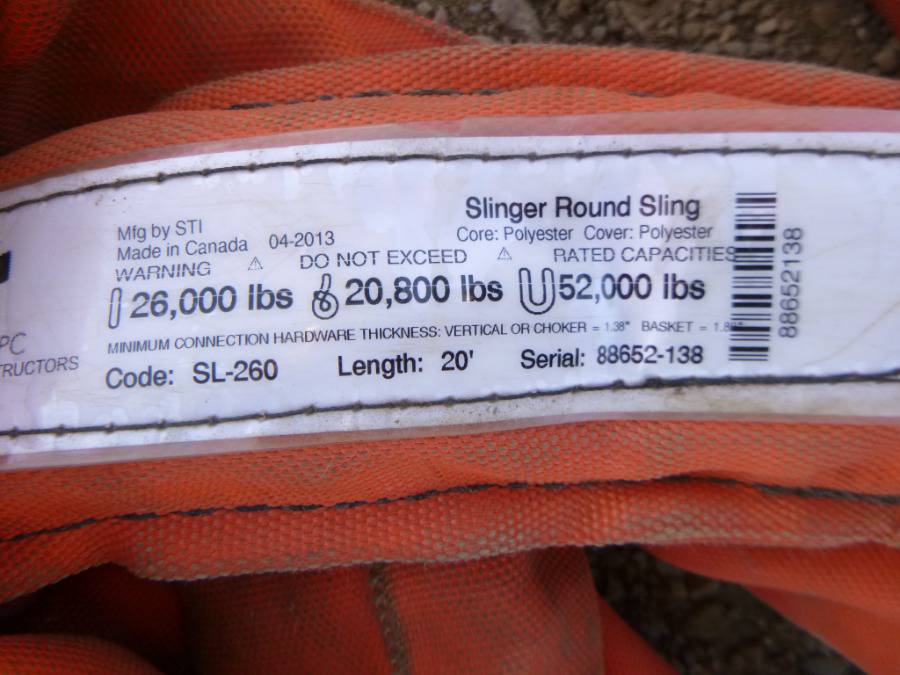 Slinger Round Sling
Mfg by STI
Made in Canada 04-2013
Core: Polyester Cover: Polyester
WARNING ⚠ DO NOT EXCEED ⚠ RATED CAPACITIES
26,000 lbs 20,800 lbs 52,000 lbs
MINIMUM CONNECTION HARDWARE THICKNESS: VERTICAL OR CHOKER = 1.38" BASKET =
Code: SL-260 Length: 20' Serial: 88652-138
88652138
PC
RUCTORS